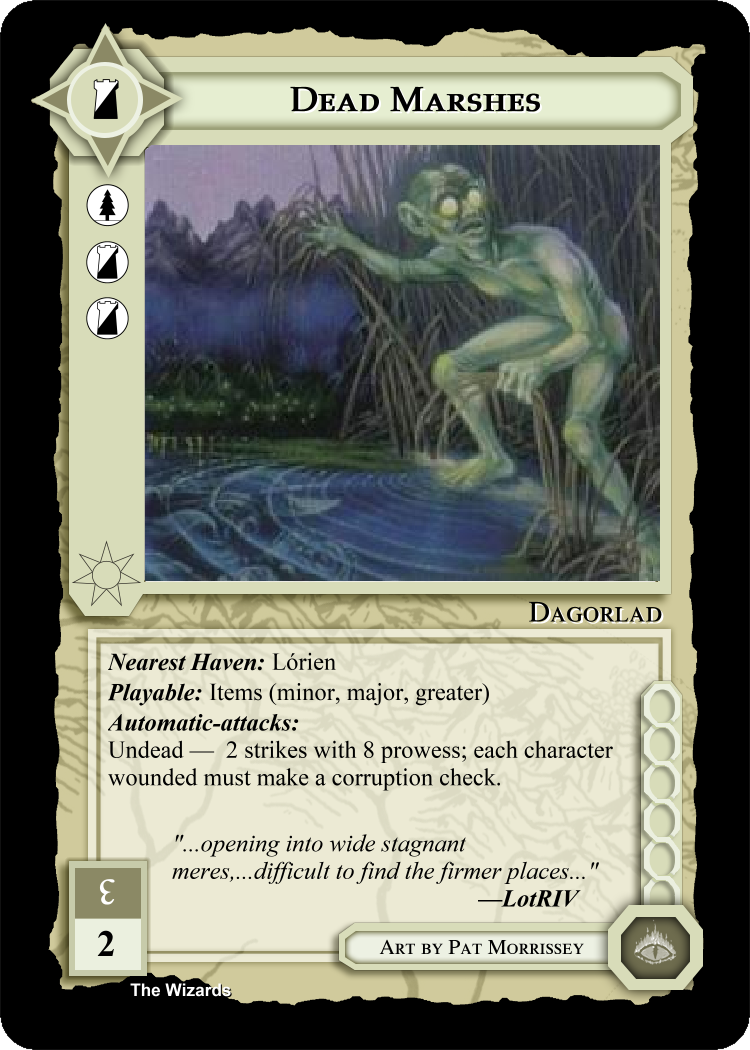 Dead Marshes
Dagorlad
Nearest Haven: Lórien
Playable: Items (minor, major, greater)
Automatic-attacks:
Undead — 2 strikes with 8 prowess; each character
wounded must make a corruption check.
"...opening into wide stagnant
meres,...difficult to find the firmer places..."
—LotRIV
ε
2
Art by Pat Morrissey
The Wizards